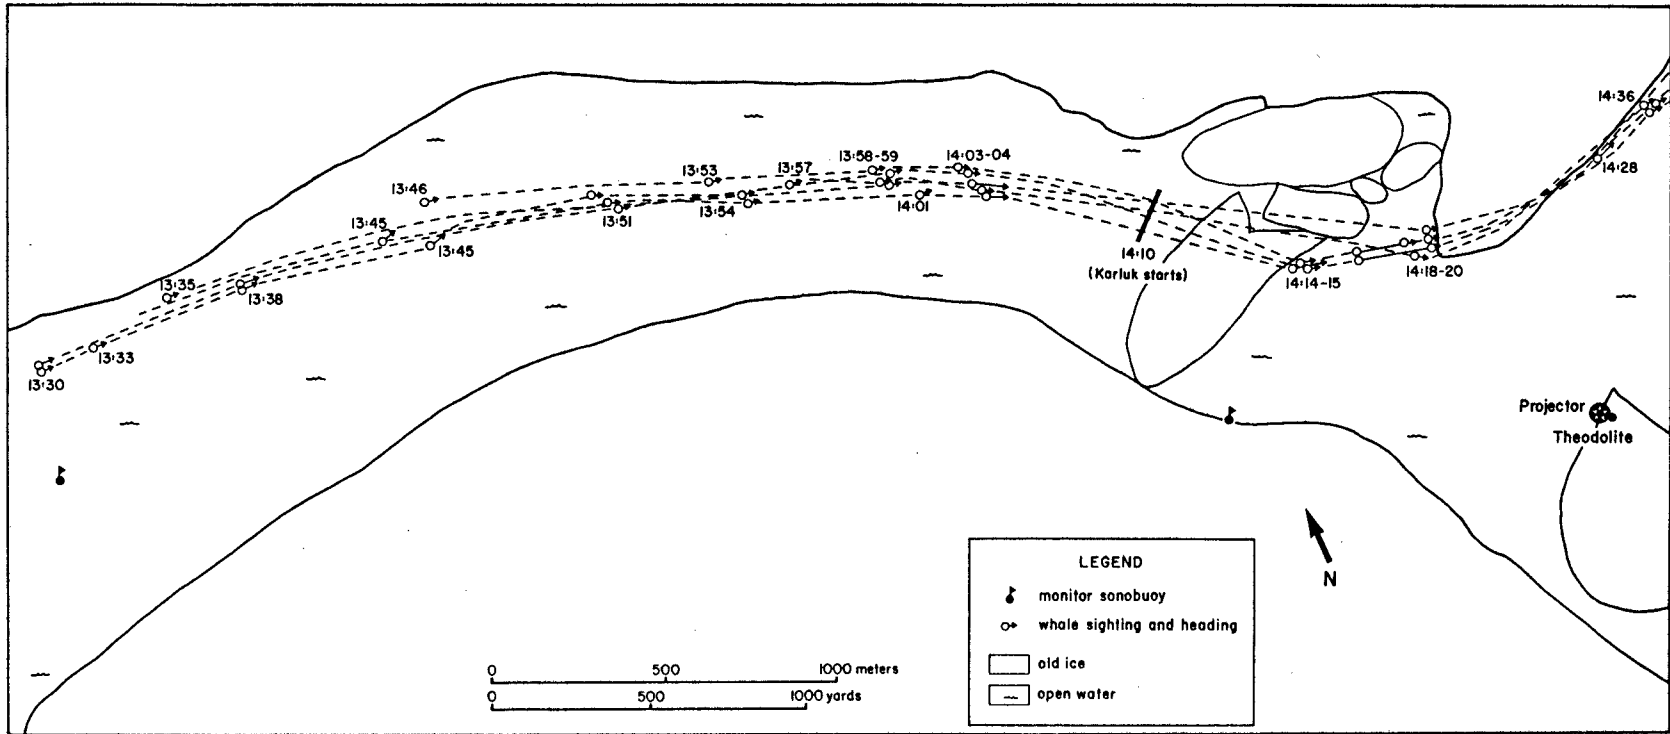 13:30
13:33
13:35
13:38
13:45
13:46
13:45
13:51
13:53
13:54
13:57
13:58-59
14:01
14:03-04
14:10
(Karluk starts)
14:14-15
14:18-20
14:28
14:36
Projector
Theodolite
N
0 500 1000 meters
0 500 1000 yards
LEGEND
monitor sonobuoy
whale sighting and heading
old ice
open water